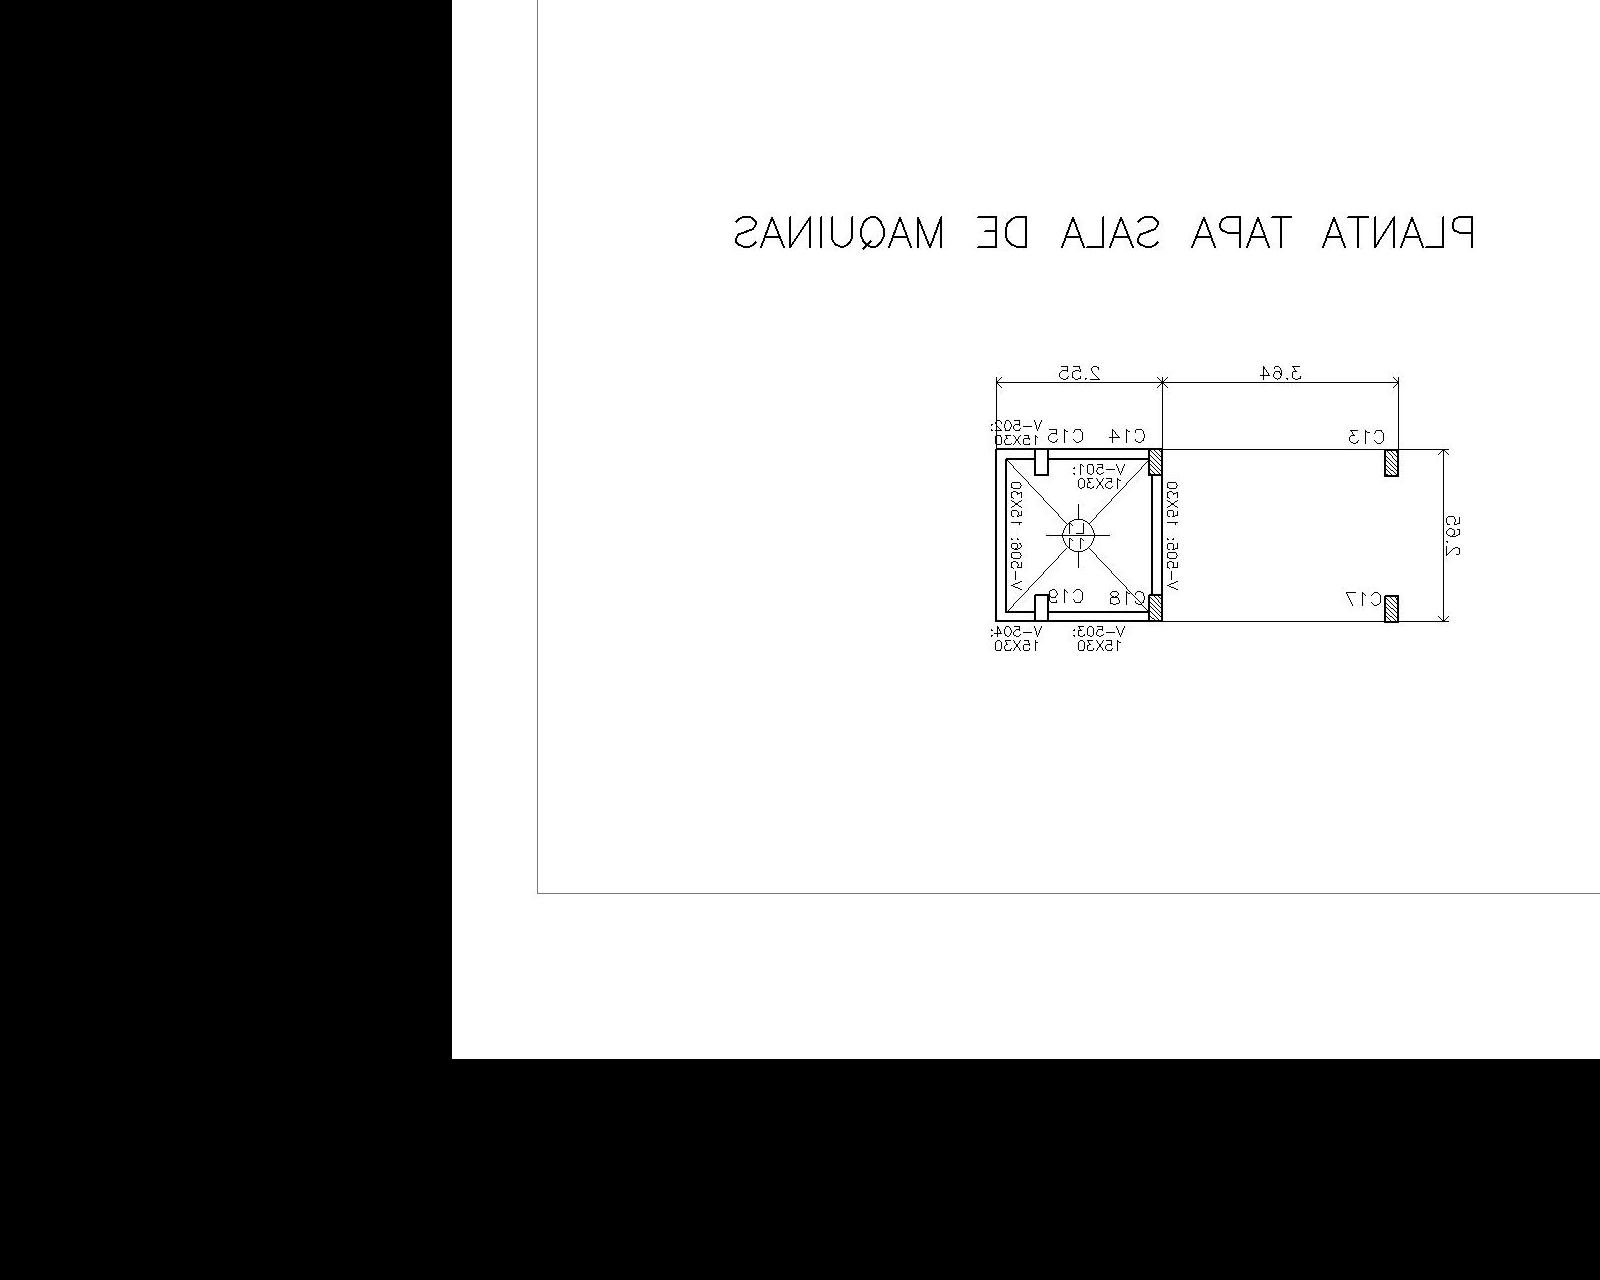 PLANTA TAPA SALA DE MAQUINAS
3.64
2.55
C13
C14
C15
V-502:
15X30
V-501:
15X30
V-505: 15X30
V-506: 15X30
L1
11
2.65
C17
C18
C19
V-503:
15X30
V-504:
15X30